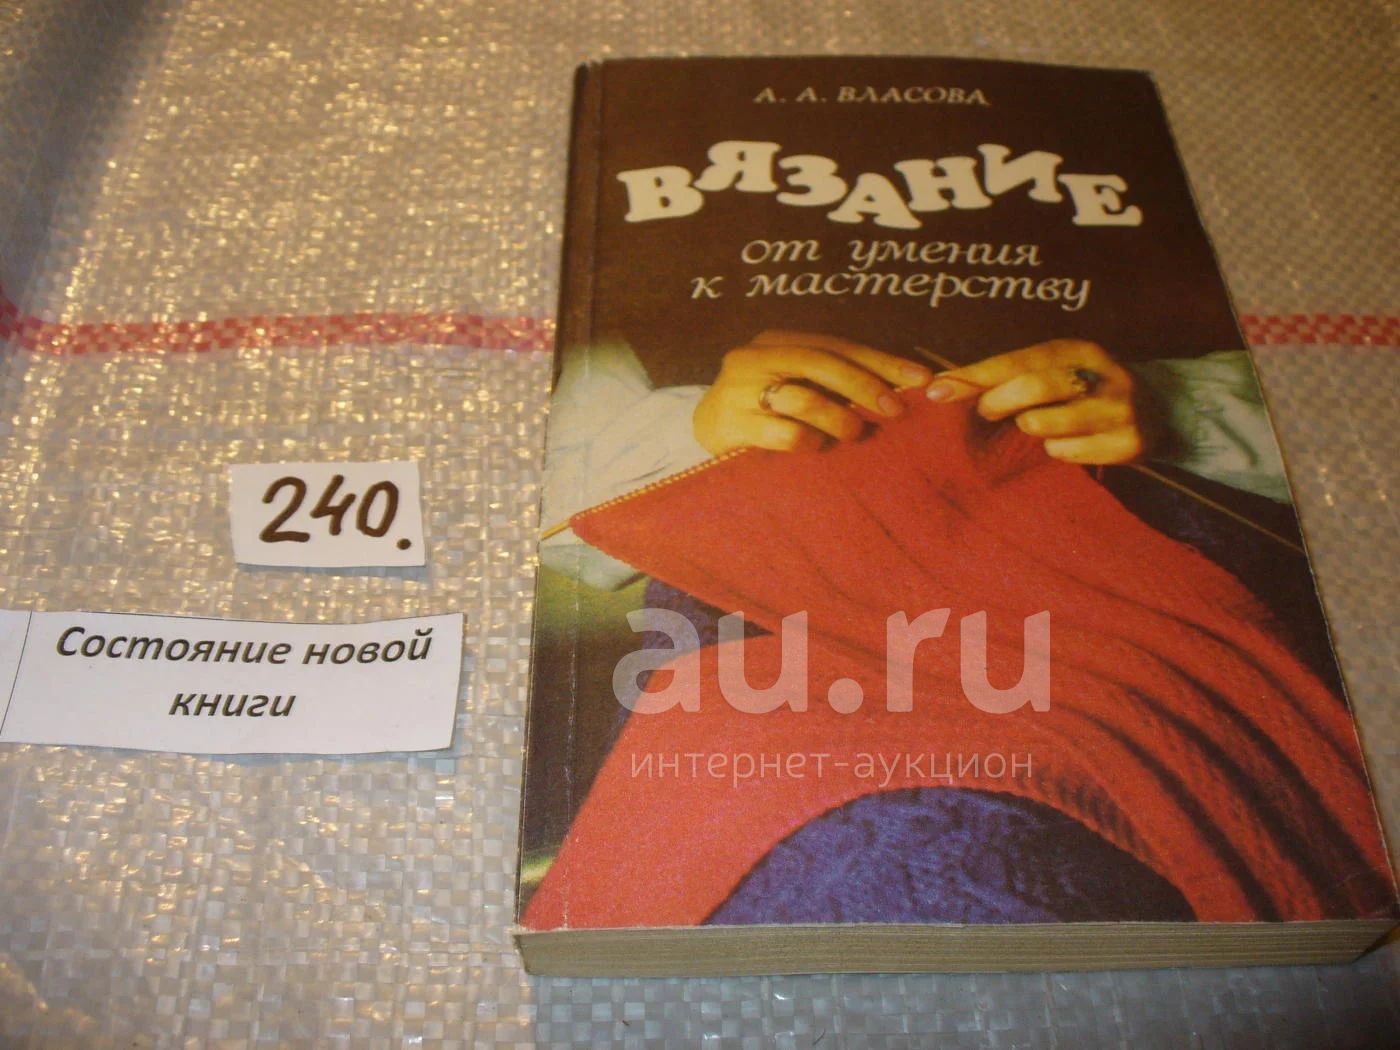 А. А. ВЛАСОВА
ВЯЗАНИЕ
от умения
к мастерству
240.
Состояние новой
книги
au.ru
интернет-аукцион